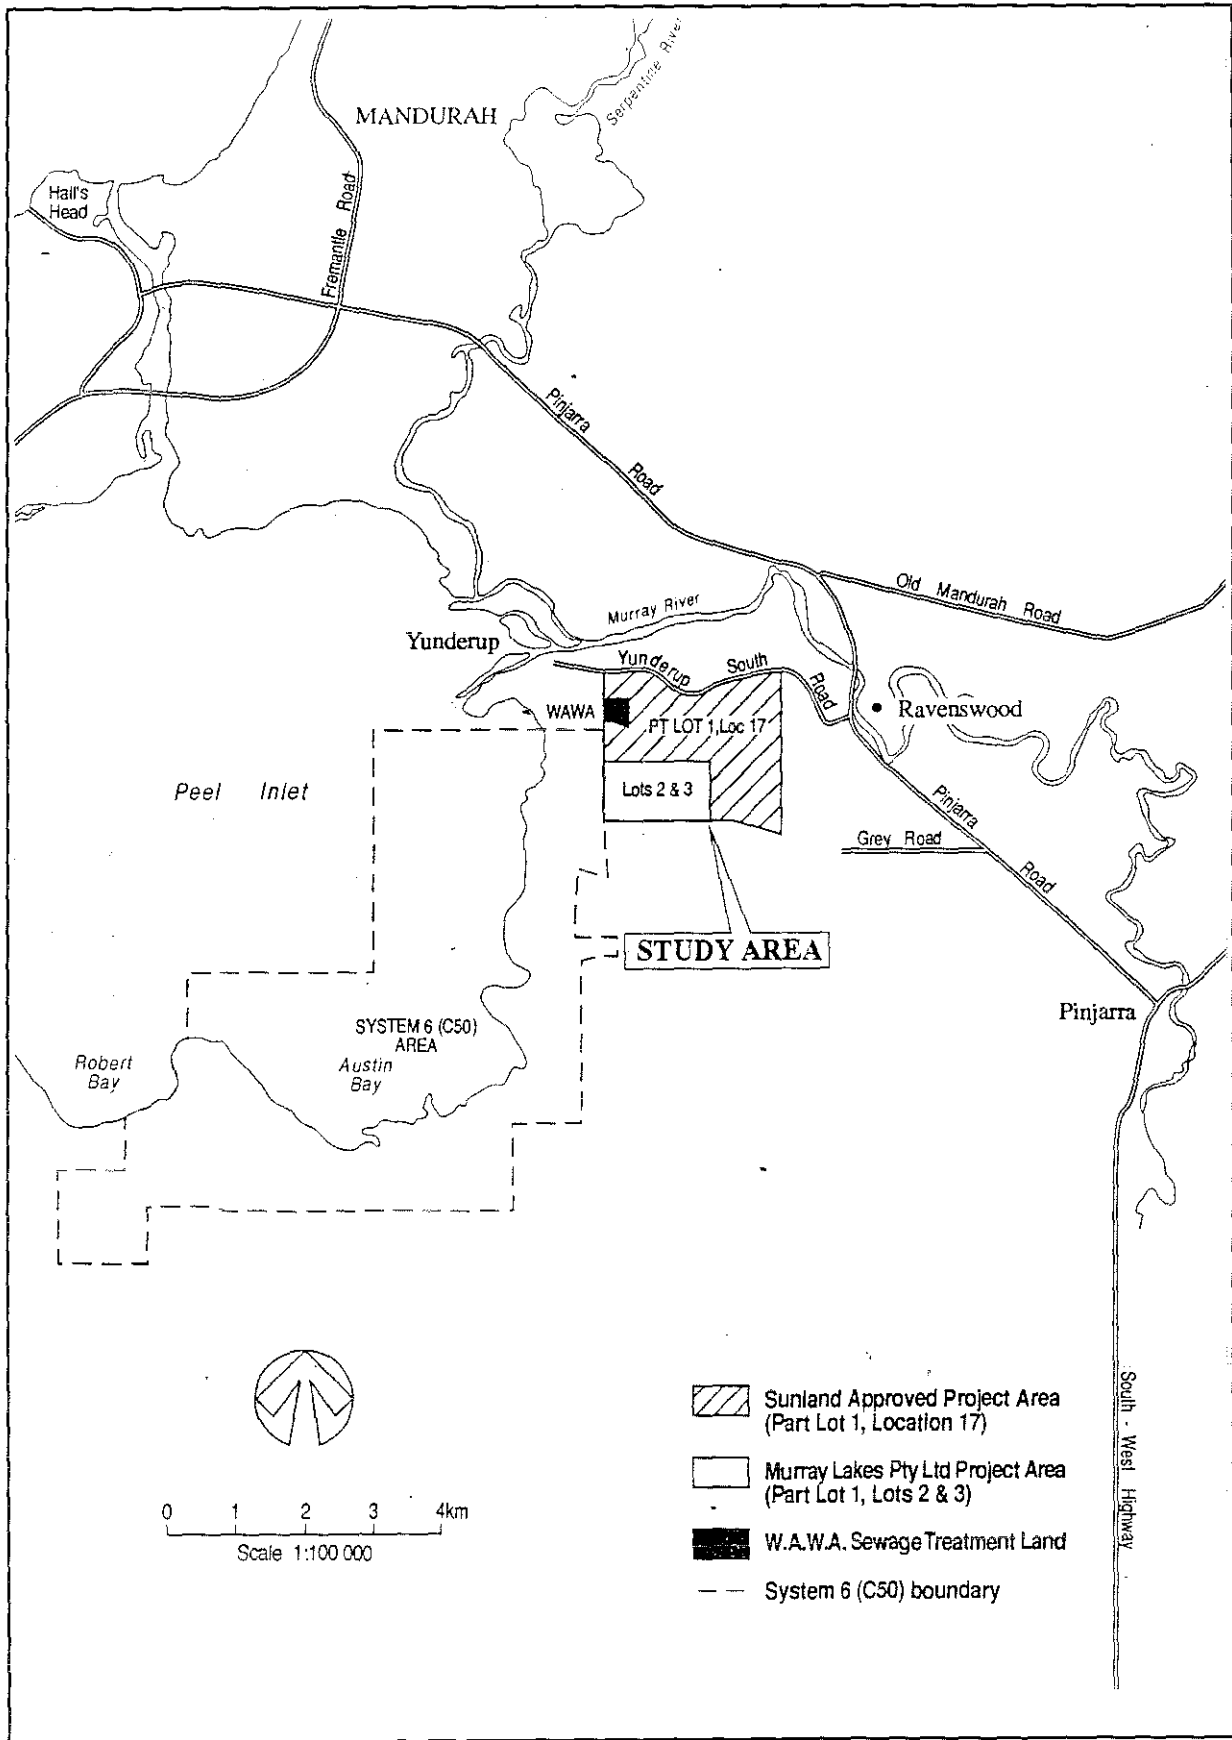 Serpentine River
MANDURAH
Hall's
Head
Fremantle Road
Pinjarra
Road
Old Mandurah Road
Murray River
Yunderup
Yunderup South
Road
WAWA
PT LOT 1, Loc 17
Ravenswood
Peel Inlet
Lots 2 & 3
Pinjarra
Road
Grey Road
STUDY AREA
Pinjarra
SYSTEM 6 (C50)
AREA
Robert
Bay
Austin
Bay
South - West Highway
Sunland Approved Project Area
(Part Lot 1, Location 17)
Murray Lakes Pty Ltd Project Area
(Part Lot 1, Lots 2 & 3)
W.A.W.A. Sewage Treatment Land
System 6 (C50) boundary
0 1 2 3 4km
Scale 1:100 000